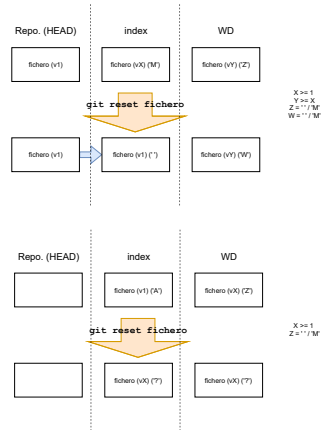 Repo. (HEAD) index WD
fichero (v1) fichero (vX) ('M') fichero (vY) ('Z')
git reset fichero
X >= 1
Y >= X
Z = ' ' / 'M'
W = ' ' / 'M'
fichero (v1) fichero (v1) (' ') fichero (vY) ('W')
Repo. (HEAD) index WD
fichero (v1) ('A') fichero (vX) ('Z')
git reset fichero
X >= 1
Z = ' ' / 'M'
fichero (vX) ('?') fichero (vX) ('?')